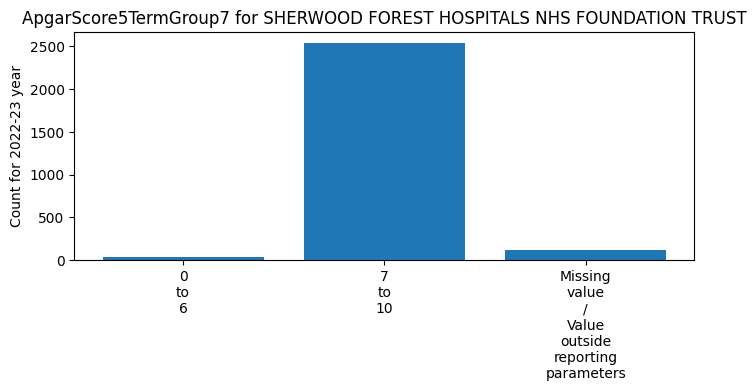 ApgarScore5TermGroup7 for SHERWOOD FOREST HOSPITALS NHS FOUNDATION TRUST
Count for 2022-23 year
2500
2000
1500
1000
500
0
0
to
6
7
to
10
Missing
value
/
Value
outside
reporting
parameters